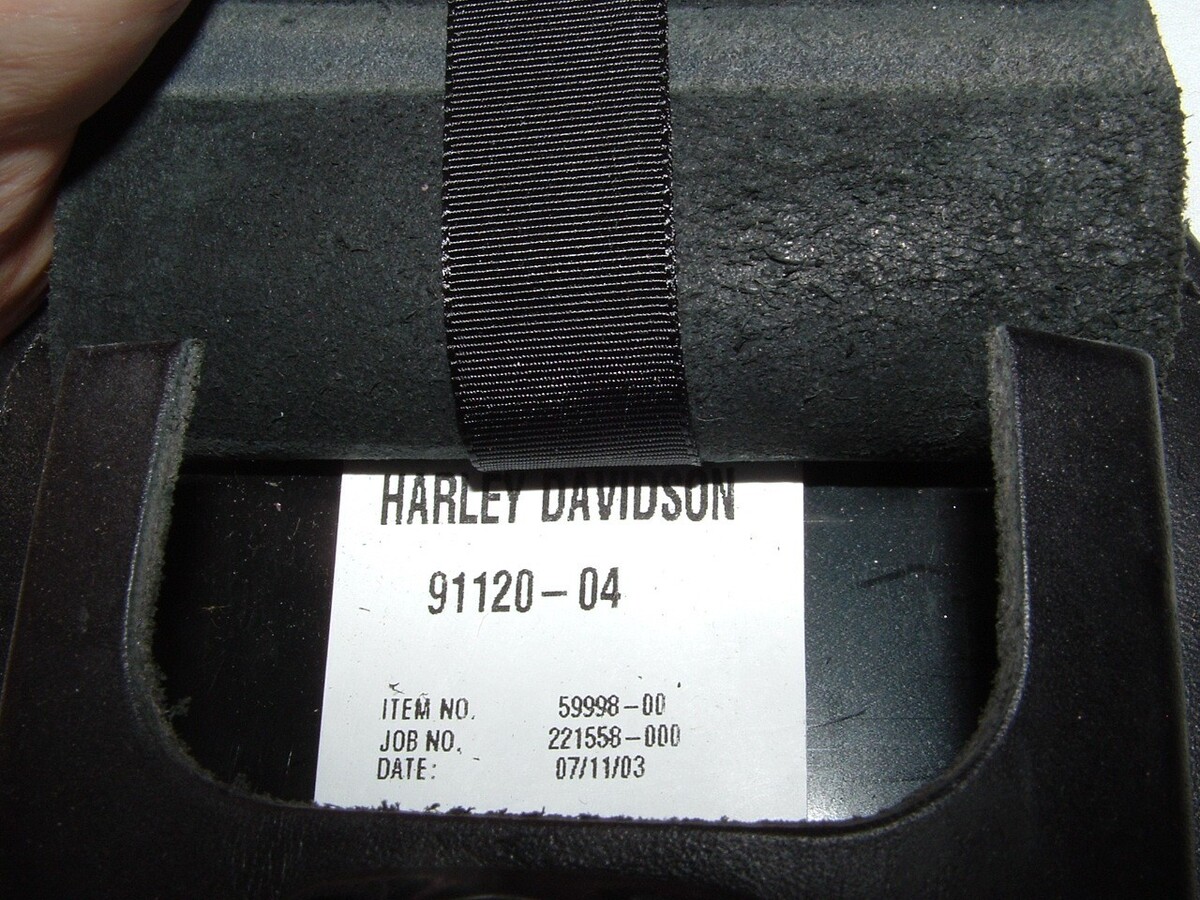 HARLEY DAVIDSON
91120-04
ITEM NO. 59998-00
JOB NO. 221558-000
DATE: 07/11/03